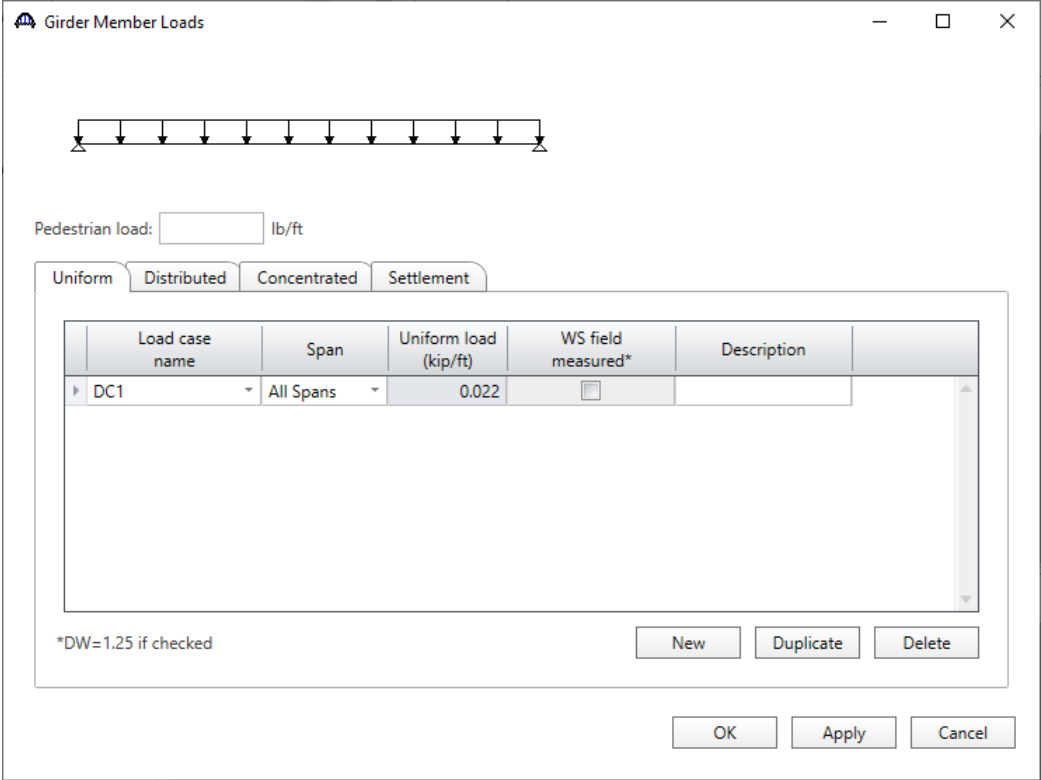 Girder Member Loads
Pedestrian load: lb/ft
Uniform Distributed Concentrated Settlement
Load case name Span Uniform load (kip/ft) WS field measured* Description
DC1 All Spans 0.022
*DW=1.25 if checked New Duplicate Delete
OK Apply Cancel